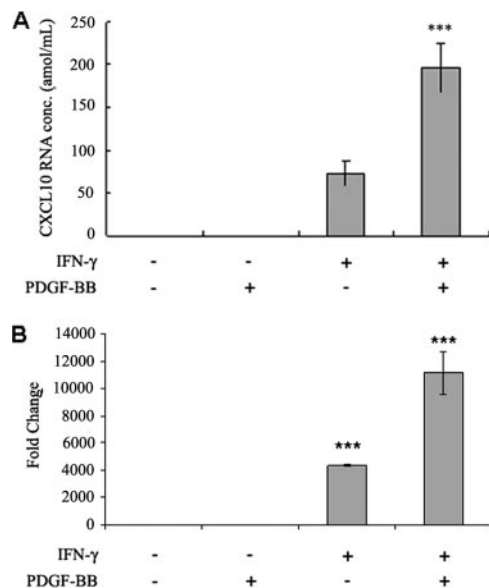 A
CXCL10 RNA conc. (amol/mL)
250
200
150
100
50
0
***
IFN-γ - - + +
PDGF-BB - + - +
B
Fold Change
14000
12000
10000
8000
6000
4000
2000
0
***
***
IFN-γ - - + +
PDGF-BB - + - +